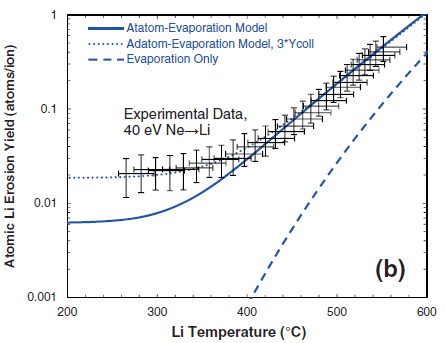 Atatom-Evaporation Model
Adatom-Evaporation Model, 3*Ycoll
Evaporation Only
Experimental Data,
40 eV Ne→Li
(b)
Atomic Li Erosion Yield (atoms/ion)
1
0.1
0.01
0.001
200
300
400
500
600
Li Temperature (°C)